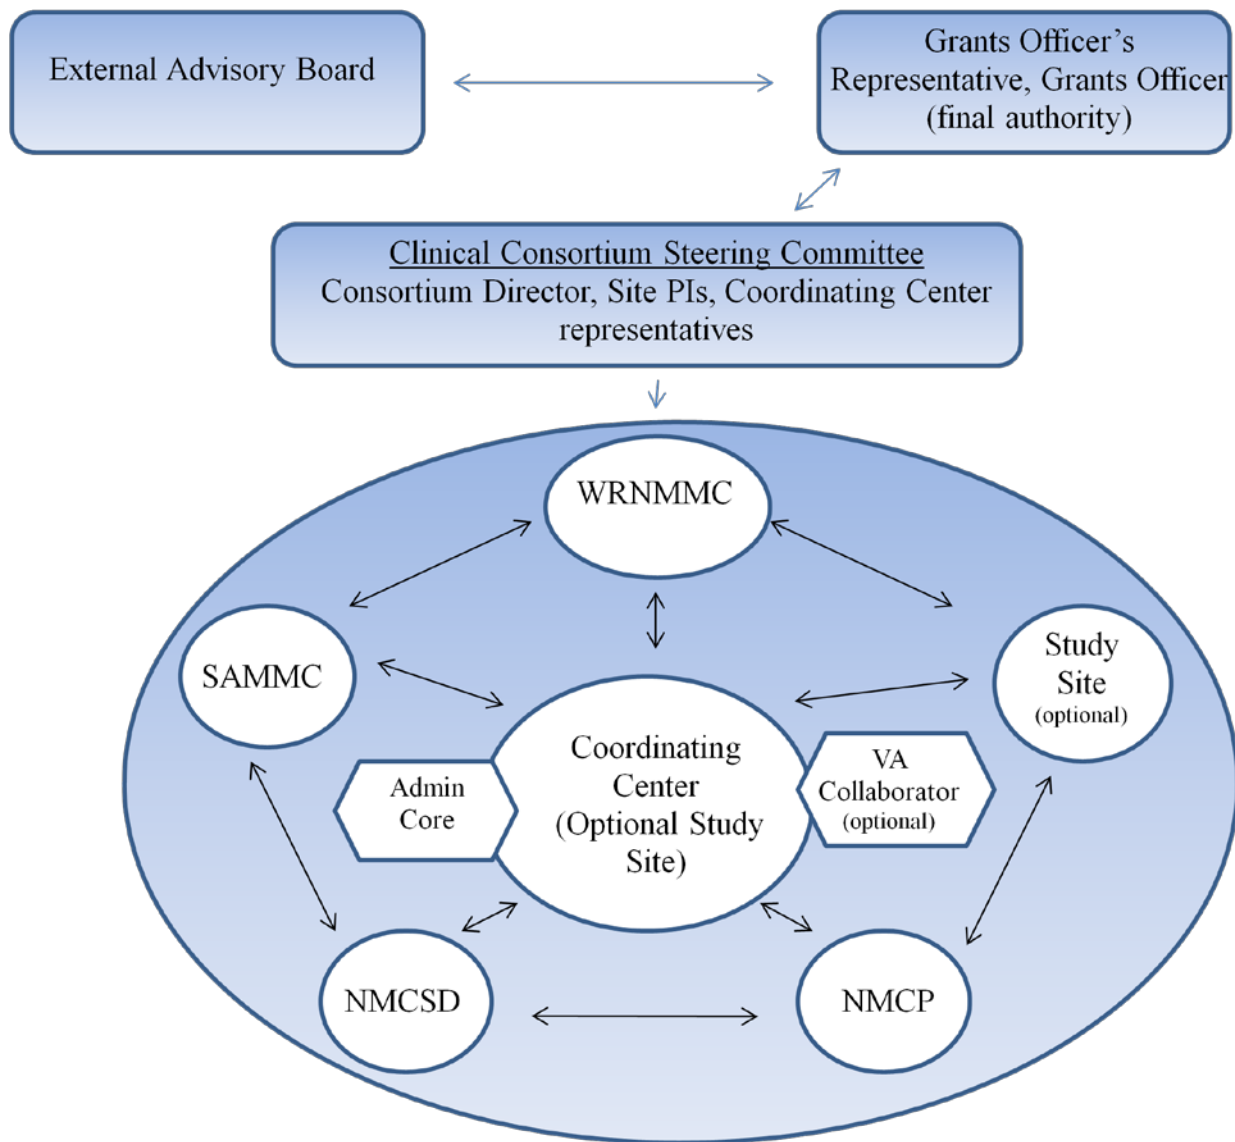 External Advisory Board
Grants Officer’s
Representative, Grants Officer
(final authority)
Clinical Consortium Steering Committee
Consortium Director, Site PIs, Coordinating Center
representatives
WRNMMC
SAMMC
Study
Site
(optional)
Coordinating
Center
(Optional Study
Site)
Admin
Core
VA
Collaborator
(optional)
NMCSD
NMCP